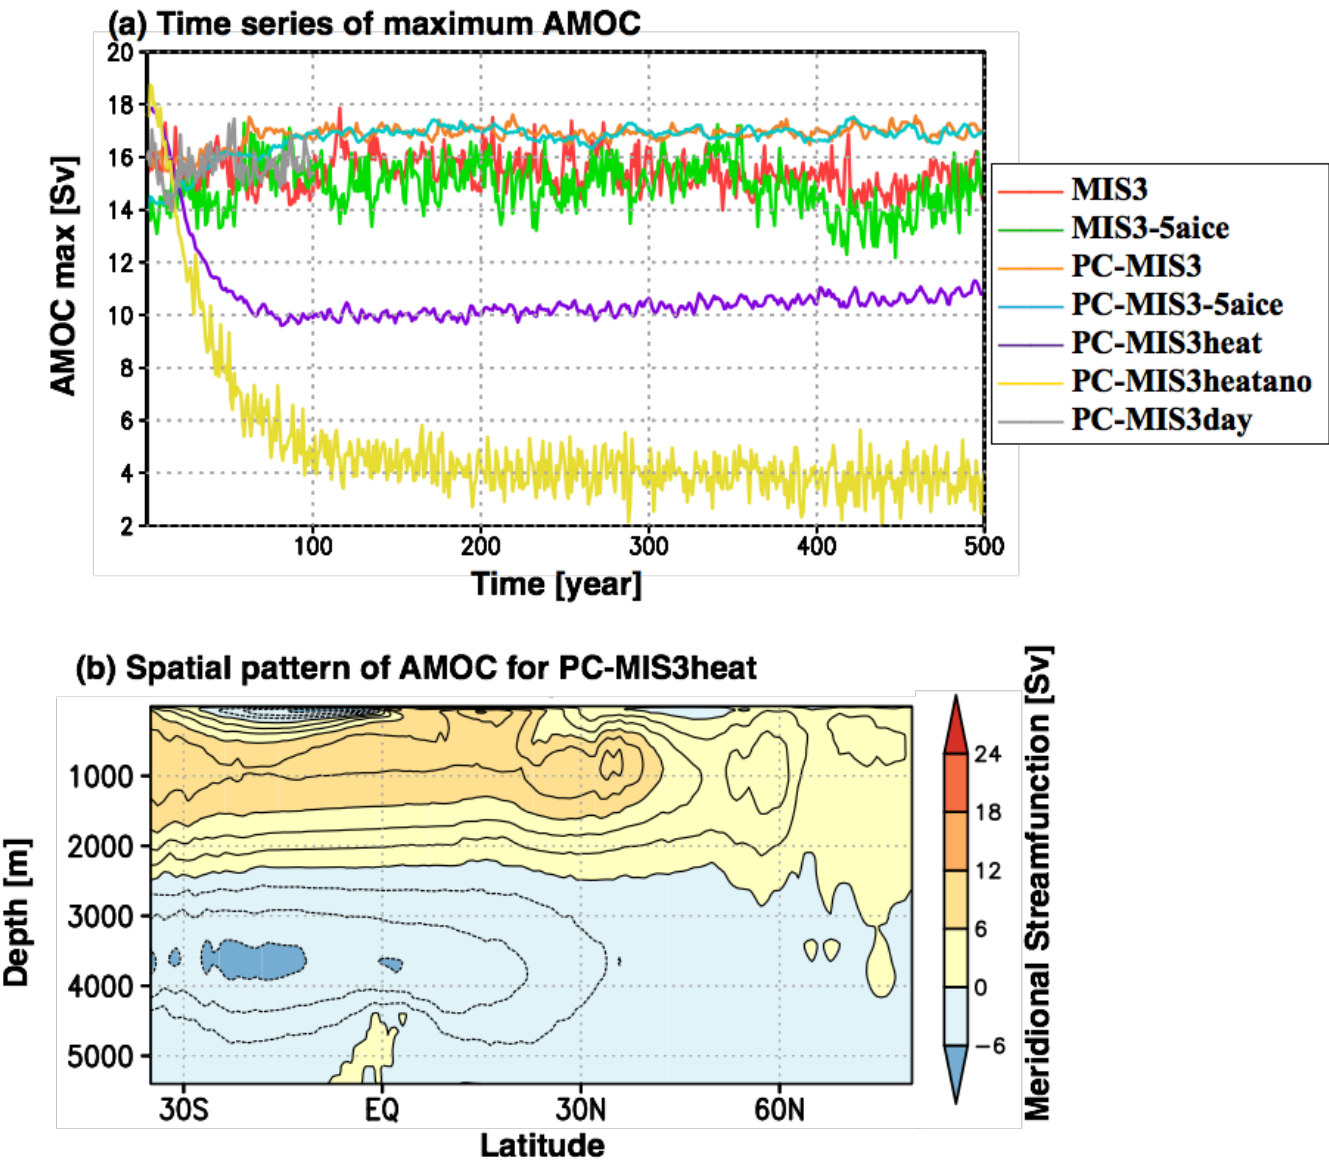 (a) Time series of maximum AMOC
20
18
16
14
12
10
8
6
4
2
AMOC max [Sv]
100 200 300 400 500
Time [year]
MIS3
MIS3-5aice
PC-MIS3
PC-MIS3-5aice
PC-MIS3heat
PC-MIS3heatano
PC-MIS3day
(b) Spatial pattern of AMOC for PC-MIS3heat
1000
2000
3000
4000
5000
Depth [m]
30S EQ 30N 60N
Latitude
24
18
12
6
0
−6
Meridional Streamfunction [Sv]